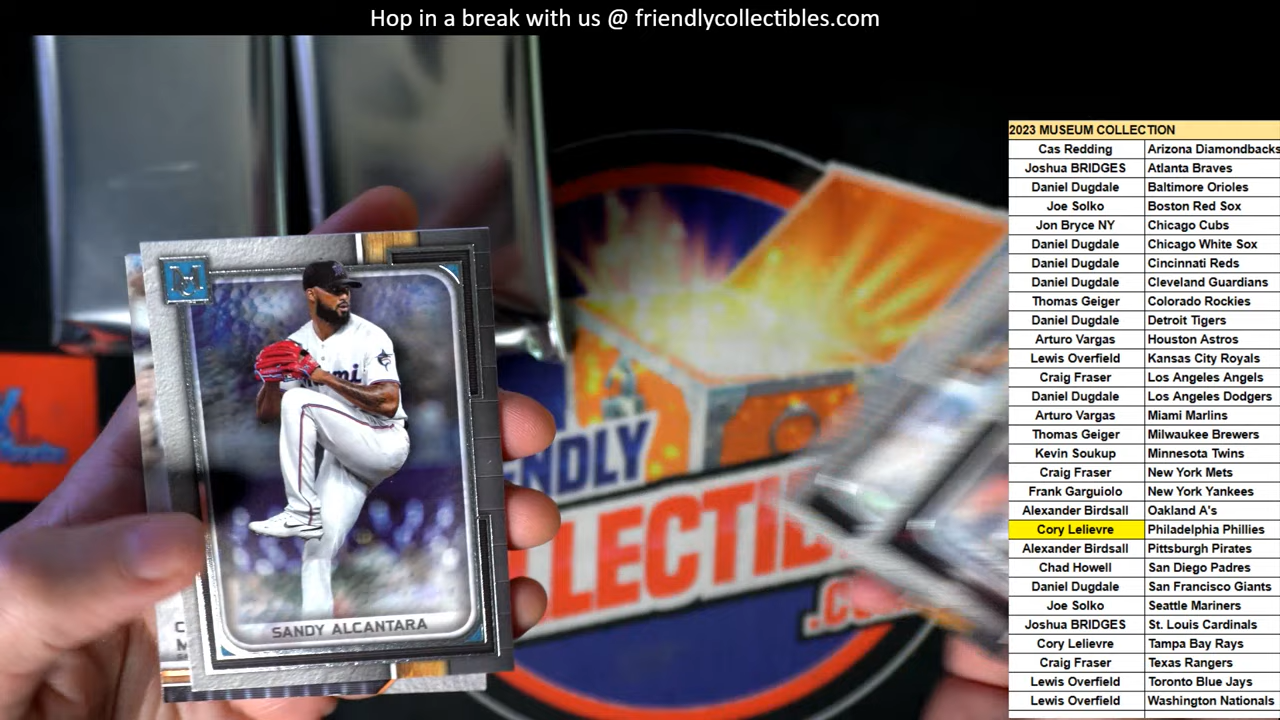 Hop in a break with us @ friendlycollectibles.com
2023 MUSEUM COLLECTION
Cas Redding Arizona Diamondbacks
Joshua BRIDGES Atlanta Braves
Daniel Dugdale Baltimore Orioles
Joe Solko Boston Red Sox
Jon Bryce NY Chicago Cubs
Daniel Dugdale Chicago White Sox
Daniel Dugdale Cincinnati Reds
Daniel Dugdale Cleveland Guardians
Thomas Geiger Colorado Rockies
Daniel Dugdale Detroit Tigers
Arturo Vargas Houston Astros
Lewis Overfield Kansas City Royals
Craig Fraser Los Angeles Angels
Daniel Dugdale Los Angeles Dodgers
Arturo Vargas Miami Marlins
Thomas Geiger Milwaukee Brewers
Kevin Soukup Minnesota Twins
Craig Fraser New York Mets
Frank Garguiolo New York Yankees
Alexander Birdsall Oakland A's
Cory Lelievre Philadelphia Phillies
Alexander Birdsall Pittsburgh Pirates
Chad Howell San Diego Padres
Daniel Dugdale San Francisco Giants
Joe Solko Seattle Mariners
Joshua BRIDGES St. Louis Cardinals
Cory Lelievre Tampa Bay Rays
Craig Fraser Texas Rangers
Lewis Overfield Toronto Blue Jays
Lewis Overfield Washington Nationals
M
SANDY ALCANTARA
C
M
ENDLY
LLECTIB
.C